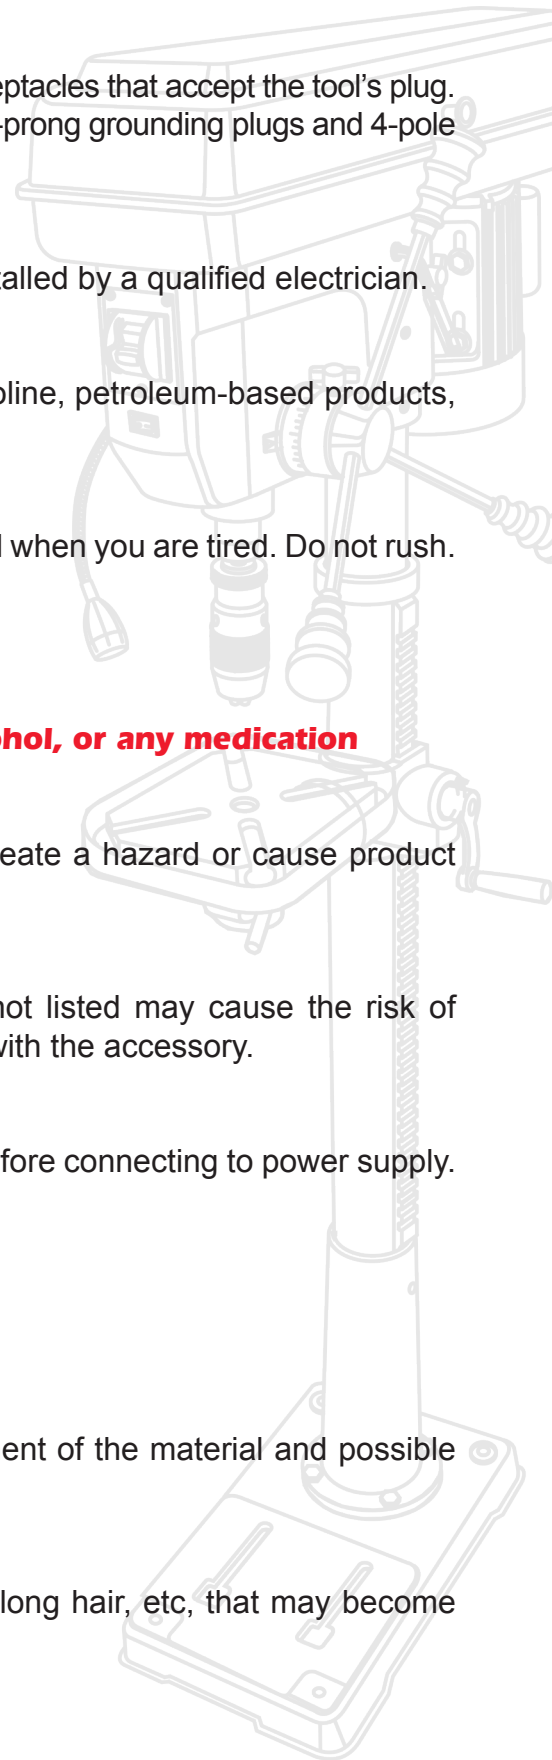 eptacles that accept the tool’s plug.
-prong grounding plugs and 4-pole
alled by a qualified electrician.
oline, petroleum-based products,
l when you are tired. Do not rush.
ohol, or any medication
reate a hazard or cause product
not listed may cause the risk of
with the accessory.
fore connecting to power supply.
ent of the material and possible
long hair, etc, that may become